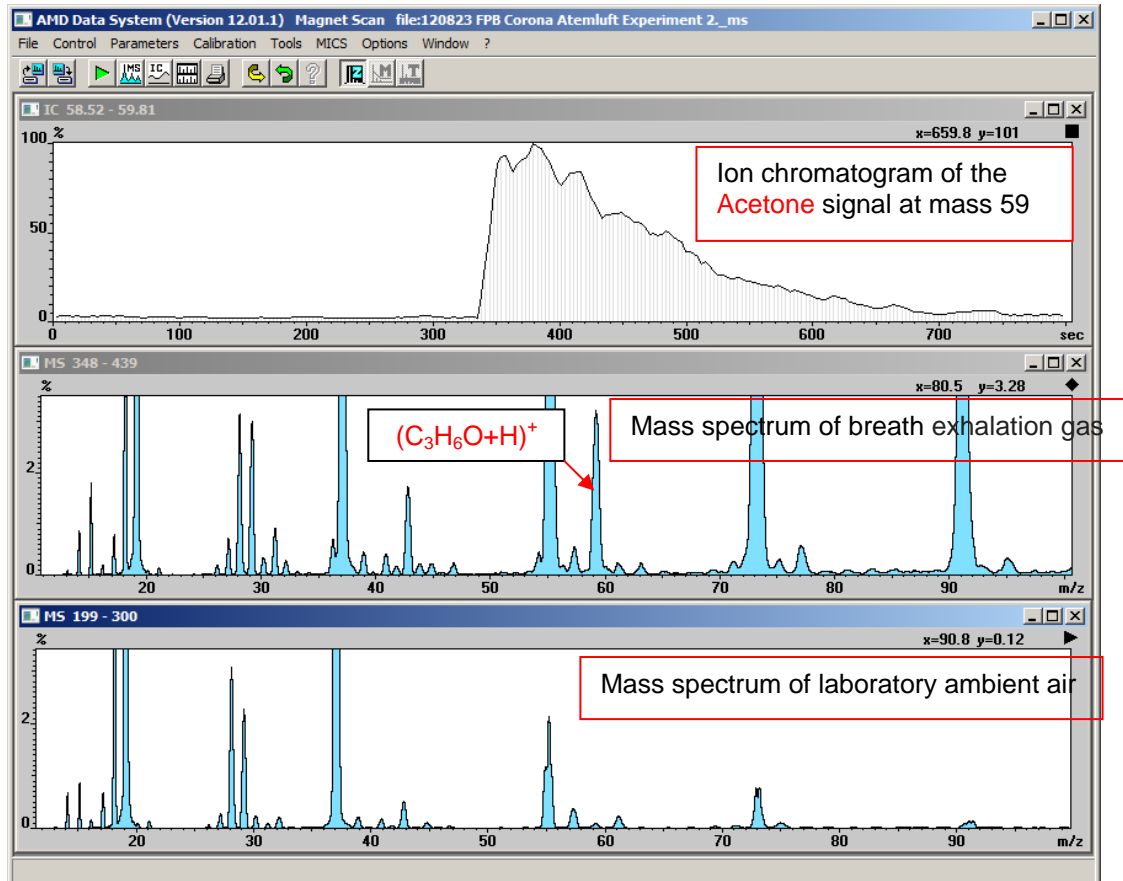 AMD Data System (Version 12.01.1) Magnet Scan file:120823 FPB Corona Atemluft Experiment 2._ms
File Control Parameters Calibration Tools MICS Options Window ?
MS IC
IC 58.52 - 59.81
100 %
x=659.8 y=101
Ion chromatogram of the
Acetone signal at mass 59
50
0
0 100 200 300 400 500 600 700 sec
MS 348 - 439
%
x=80.5 y=3.28
(C₃H₆O+H)⁺
Mass spectrum of breath exhalation gas
2
0
20 30 40 50 60 70 80 90 m/z
MS 199 - 300
%
x=90.8 y=0.12
Mass spectrum of laboratory ambient air
2
0
20 30 40 50 60 70 80 90 m/z